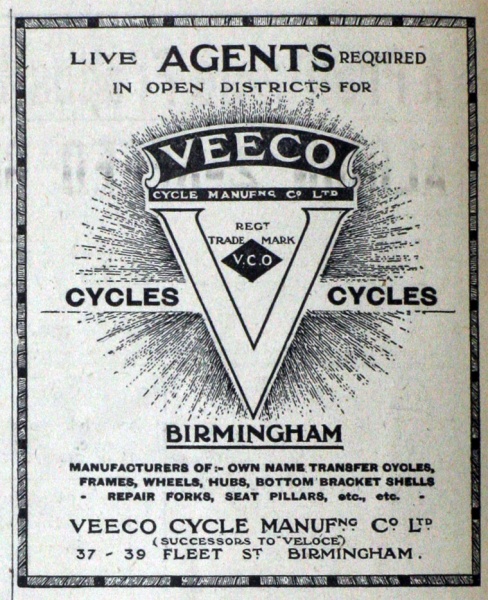 LIVE AGENTS REQUIRED
IN OPEN DISTRICTS FOR
VEECO
CYCLE MANUFNG CO LTD
REGT
TRADE MARK
V.C.O
CYCLES CYCLES
BIRMINGHAM
MANUFACTURERS OF:- OWN NAME TRANSFER CYCLES,
FRAMES, WHEELS, HUBS, BOTTOM BRACKET SHELLS
- REPAIR FORKS, SEAT PILLARS, etc., etc. -
VEECO CYCLE MANUFNG CO LTD
(SUCCESSORS TO "VELOCE)
37 - 39 FLEET ST BIRMINGHAM.